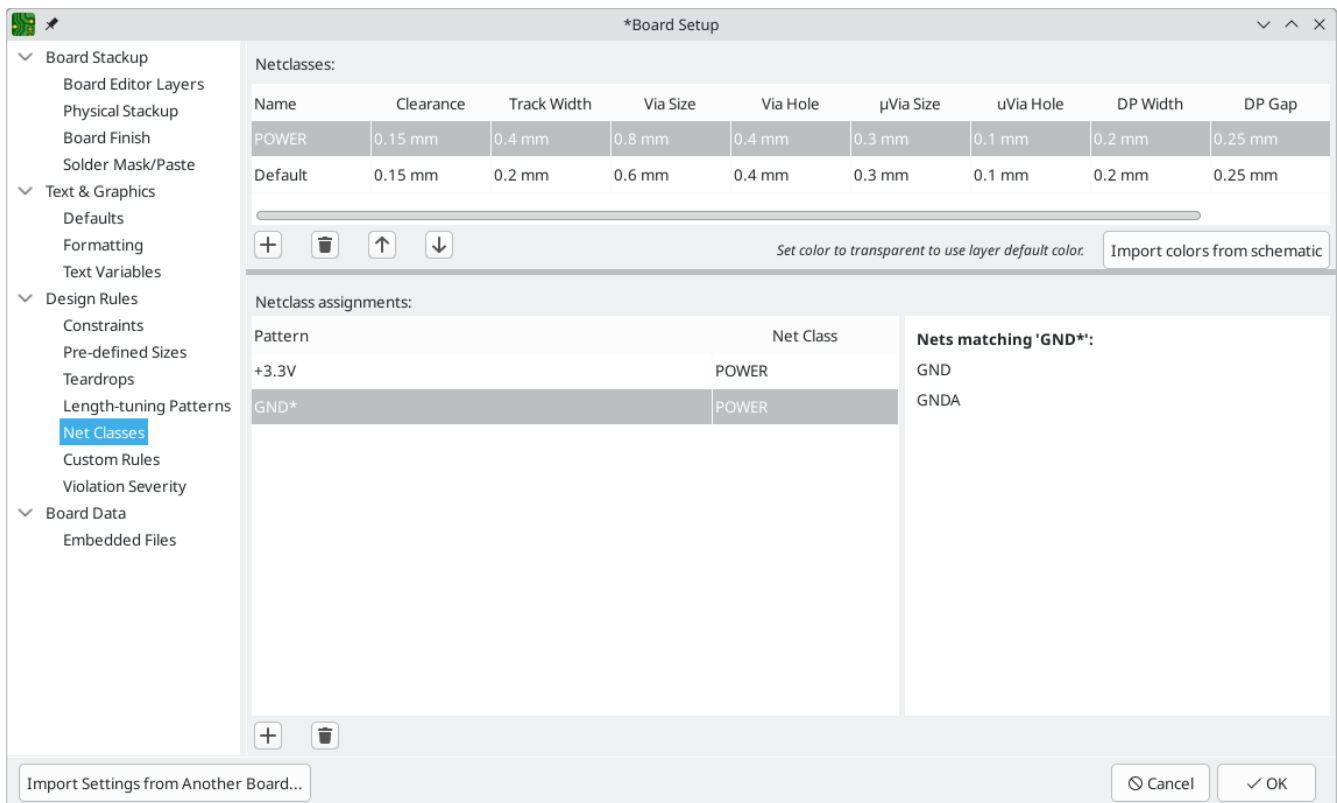 *Board Setup
Board Stackup
Board Editor Layers
Physical Stackup
Board Finish
Solder Mask/Paste
Text & Graphics
Defaults
Formatting
Text Variables
Design Rules
Constraints
Pre-defined Sizes
Teardrops
Length-tuning Patterns
Net Classes
Custom Rules
Violation Severity
Board Data
Embedded Files
Netclasses:
Name Clearance Track Width Via Size Via Hole µVia Size uVia Hole DP Width DP Gap
POWER 0.15 mm 0.4 mm 0.8 mm 0.4 mm 0.3 mm 0.1 mm 0.2 mm 0.25 mm
Default 0.15 mm 0.2 mm 0.6 mm 0.4 mm 0.3 mm 0.1 mm 0.2 mm 0.25 mm
Set color to transparent to use layer default color. Import colors from schematic
Netclass assignments:
Pattern Net Class
+3.3V POWER
GND* POWER
Nets matching 'GND*':
GND
GNDA
Import Settings from Another Board... Cancel OK